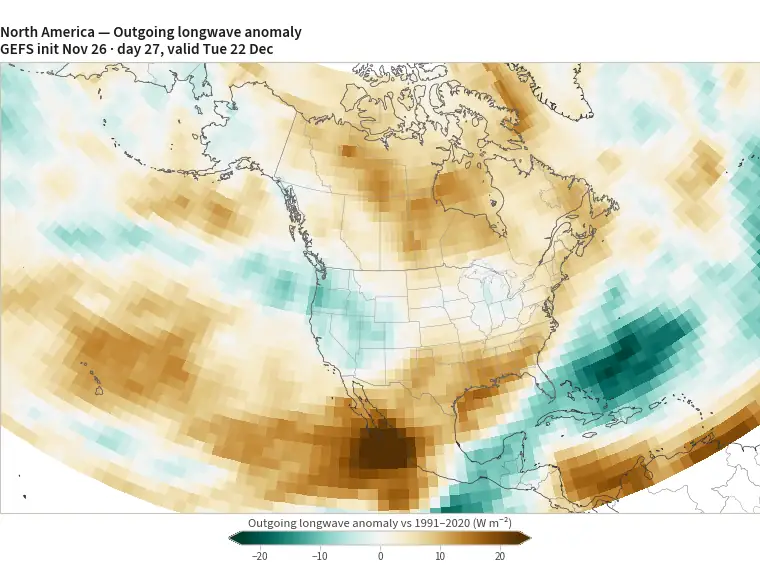 North America — Outgoing longwave anomaly
GEFS init Nov 26 · day 27, valid Tue 22 Dec
Outgoing longwave anomaly vs 1991–2020 (W m⁻²)
−20 −10 0 10 20